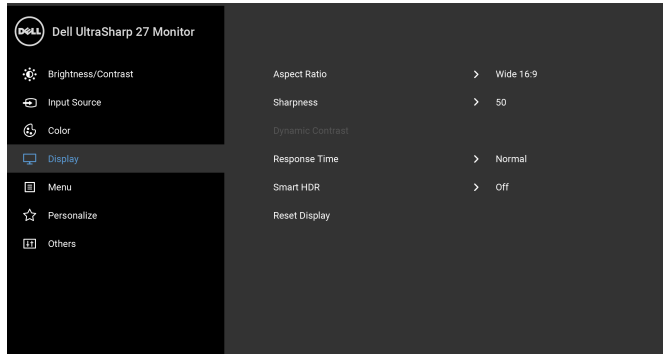 DELL Dell UltraSharp 27 Monitor
Brightness/Contrast
Input Source
Color
Display
Menu
Personalize
Others
Aspect Ratio > Wide 16:9
Sharpness > 50
Dynamic Contrast
Response Time > Normal
Smart HDR > Off
Reset Display